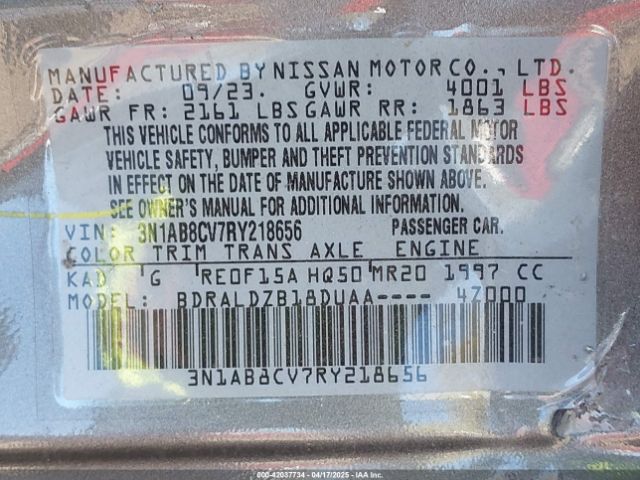 MANUFACTURED BY NISSAN MOTOR CO., LTD.
DATE: 09/23. GVWR: 4001 LBS
GAWR FR: 2161 LBS GAWR RR: 1863 LBS
THIS VEHICLE CONFORMS TO ALL APPLICABLE FEDERAL MOTOR
VEHICLE SAFETY, BUMPER AND THEFT PREVENTION STANDARDS
IN EFFECT ON THE DATE OF MANUFACTURE SHOWN ABOVE.
SEE OWNER'S MANUAL FOR ADDITIONAL INFORMATION.
VIN: 3N1AB8CV7RY218656 PASSENGER CAR.
COLOR TRIM TRANS AXLE ENGINE
KAD G RE0F15A HQ50 MR20 1997 CC
MODEL: BDRALDZB18DUAA---- 47000
3N1AB8CV7RY218656
000-42037734 - 04/17/2025 - IAAI.COM